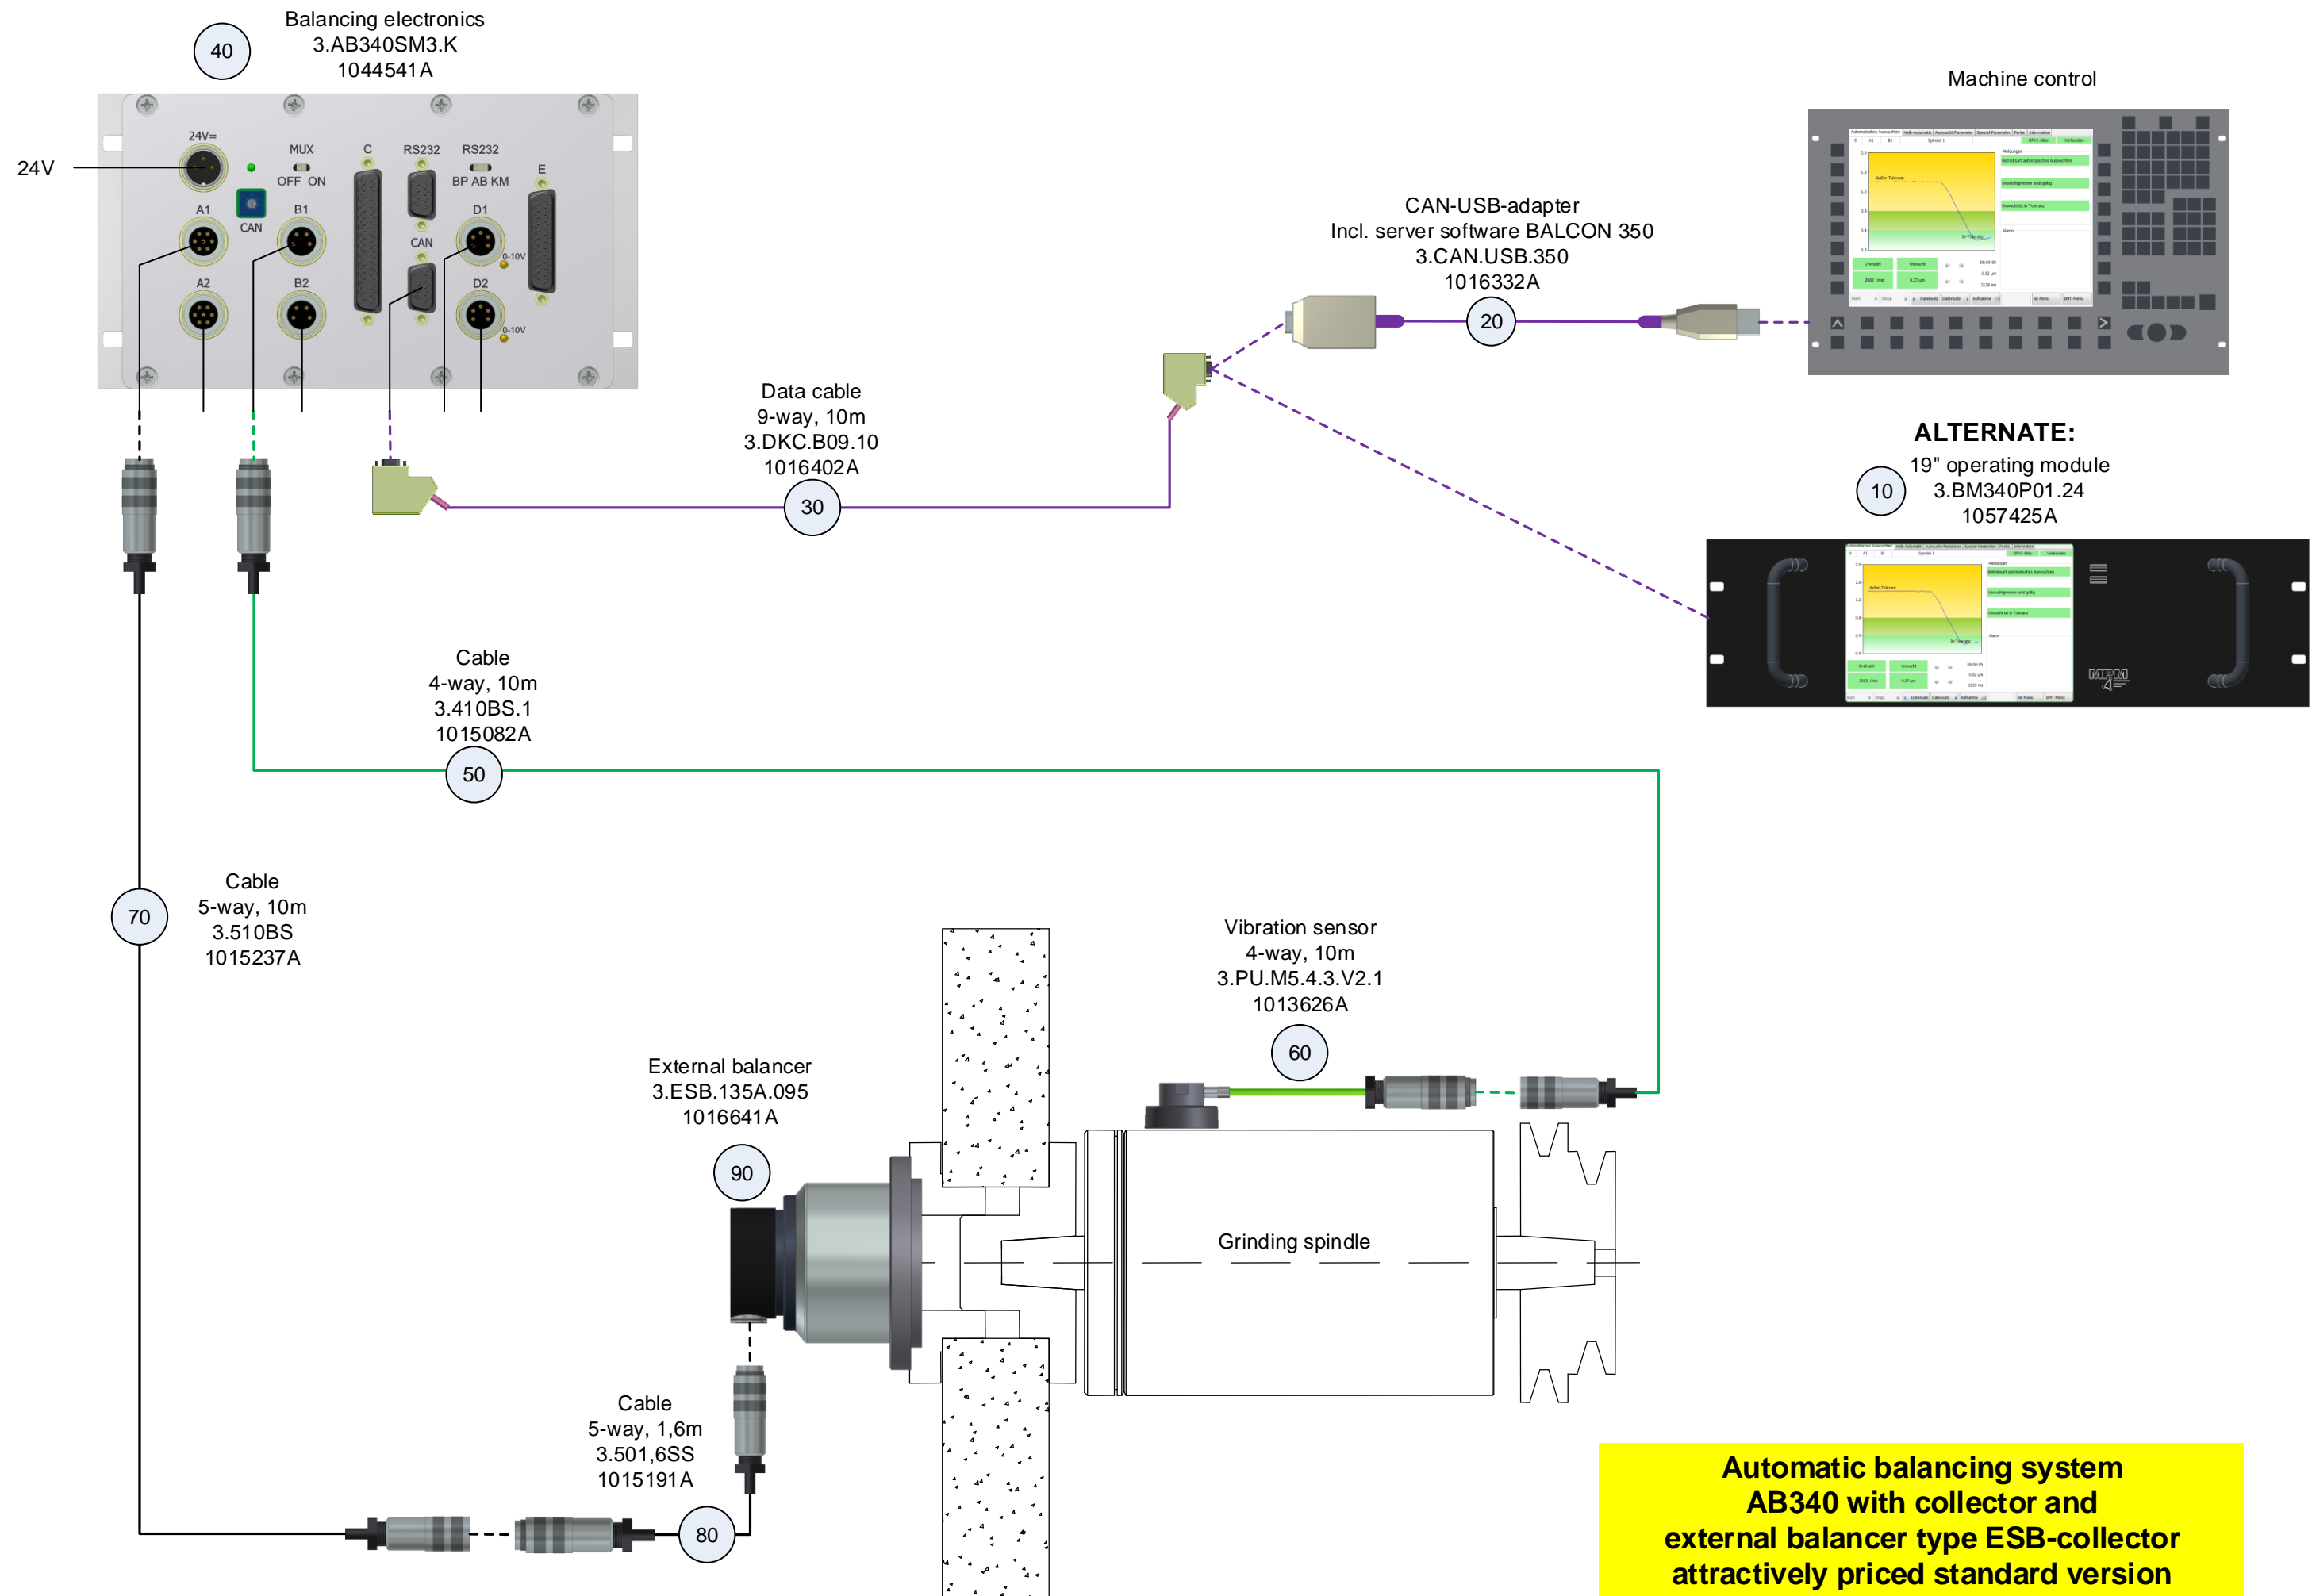 Balancing electronics
3.AB340SM3.K
1044541A
40
24V
24V=
MUX
OFF ON
C
RS232
RS232
BP AB KM
E
A1
CAN
B1
CAN
D1
0-10V
A2
B2
D2
0-10V
Machine control
CAN-USB-adapter
Incl. server software BALCON 350
3.CAN.USB.350
1016332A
20
Data cable
9-way, 10m
3.DKC.B09.10
1016402A
30
ALTERNATE:
19" operating module
3.BM340P01.24
1057425A
10
MPM
Cable
4-way, 10m
3.410BS.1
1015082A
50
Cable
5-way, 10m
3.510BS
1015237A
70
Vibration sensor
4-way, 10m
3.PU.M5.4.3.V2.1
1013626A
60
External balancer
3.ESB.135A.095
1016641A
90
Grinding spindle
Cable
5-way, 1,6m
3.501,6SS
1015191A
80
Automatic balancing system
AB340 with collector and
external balancer type ESB-collector
attractively priced standard version